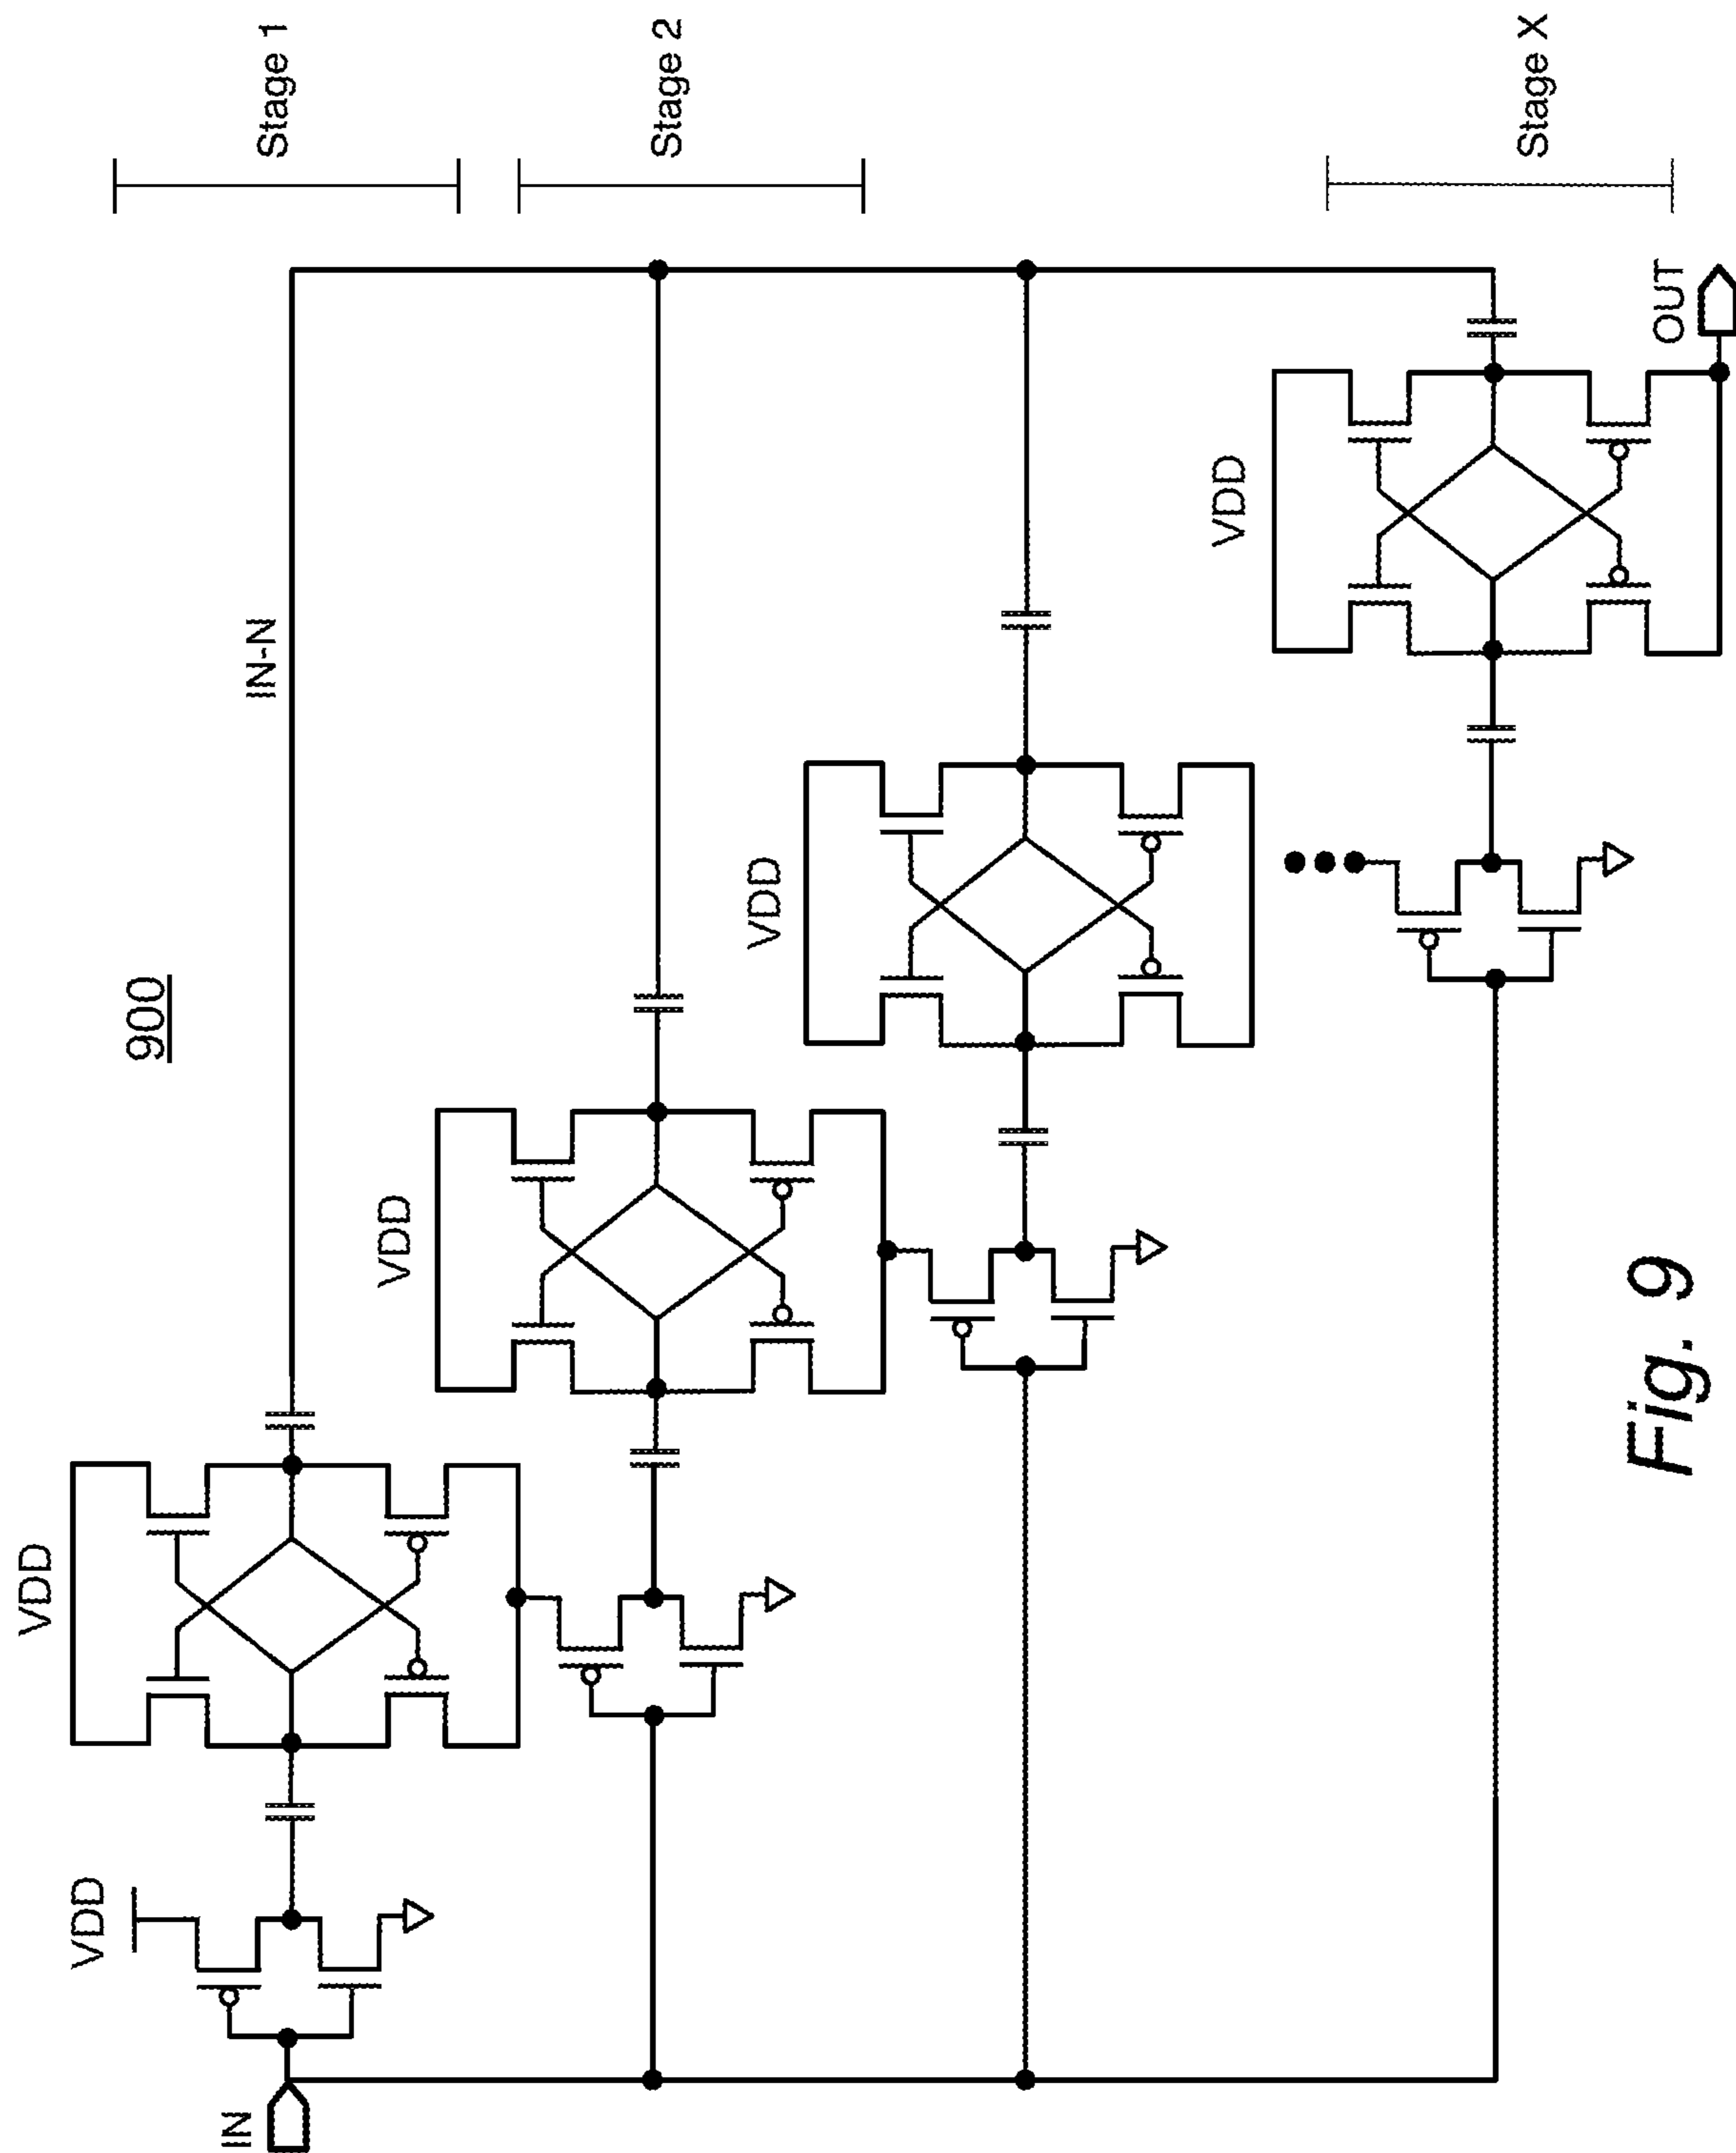 900
Stage 1
Stage 2
Stage X
VDD
VDD
VDD
VDD
VDD
IN-N
IN
OUT
Fig. 9